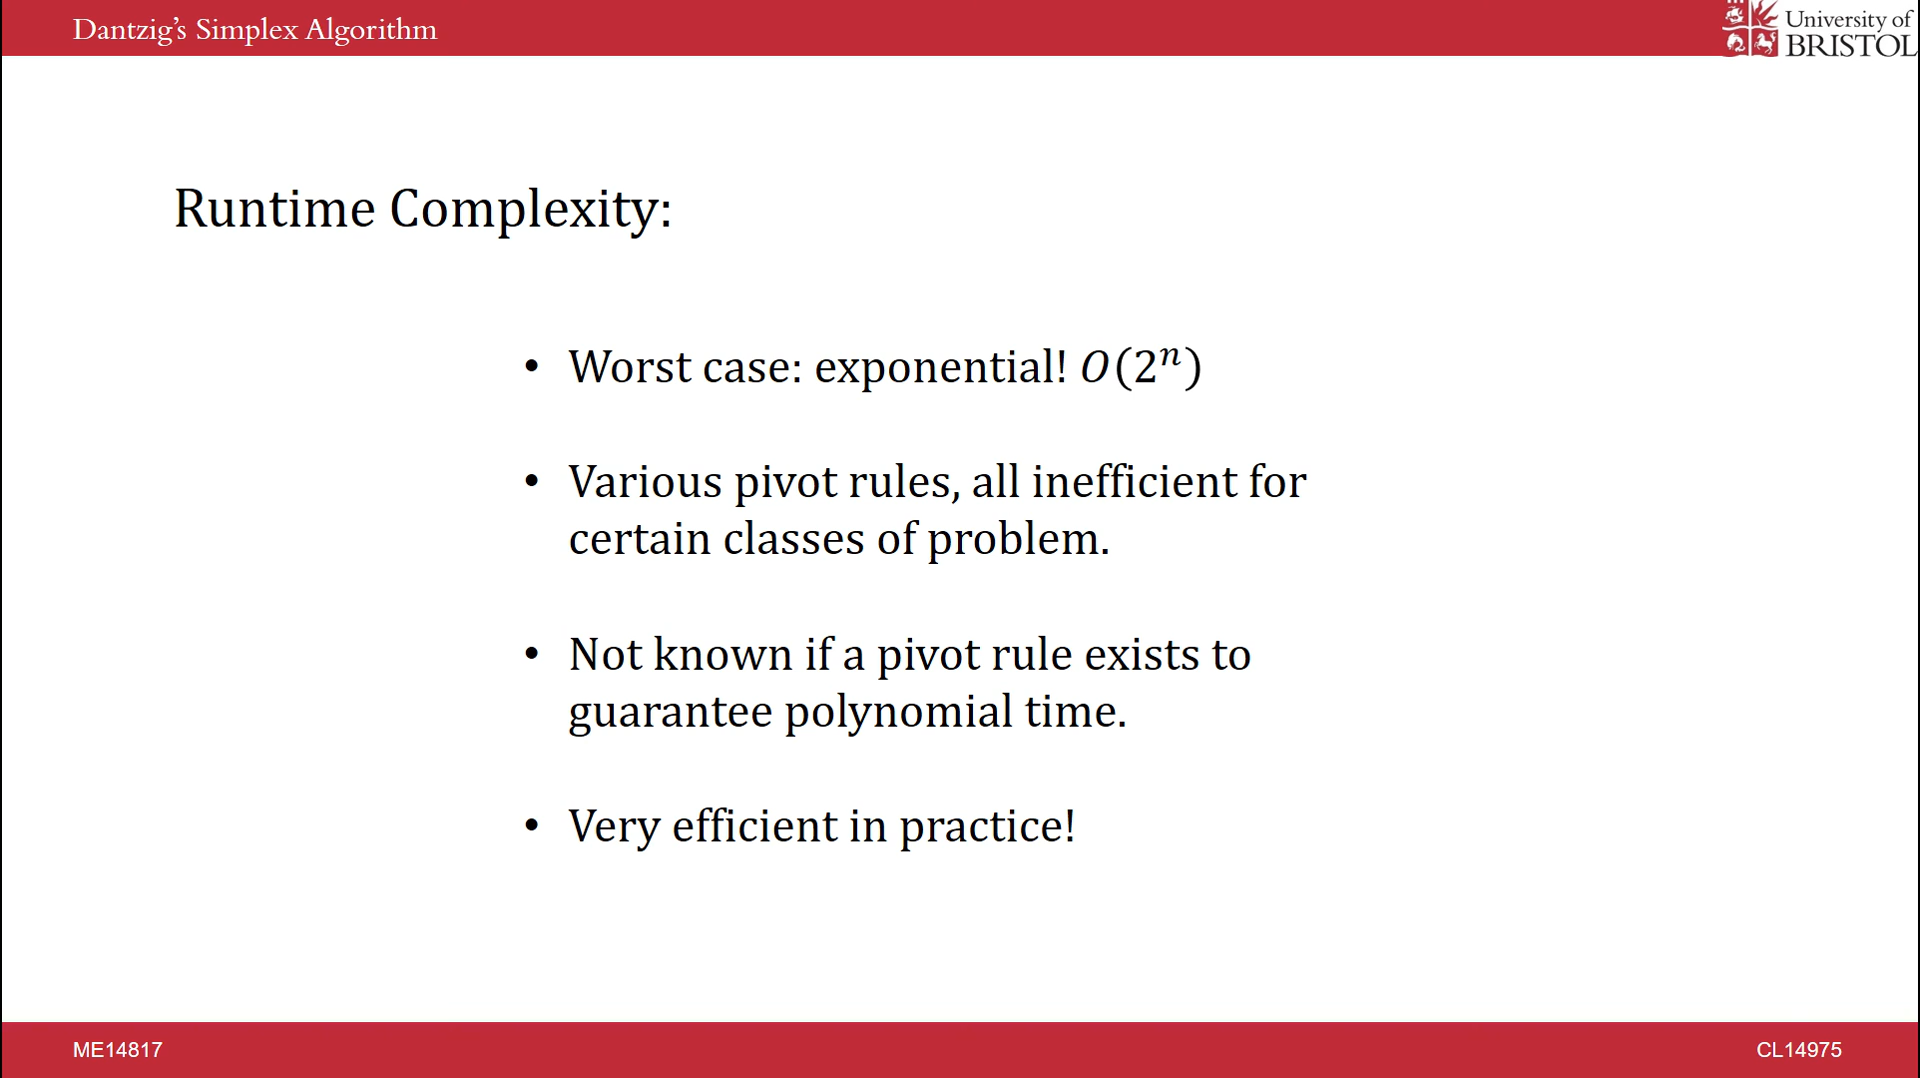 Dantzig's Simplex Algorithm
University of
BRISTOL
Runtime Complexity:
• Worst case: exponential! O(2ⁿ)
• Various pivot rules, all inefficient for
certain classes of problem.
• Not known if a pivot rule exists to
guarantee polynomial time.
• Very efficient in practice!
ME14817
CL14975